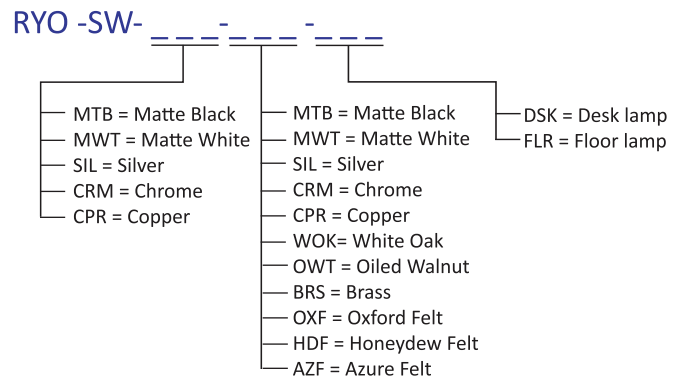 RYO -SW- _ _ _ - _ _ _ - _ _ _
MTB = Matte Black
MWT = Matte White
SIL = Silver
CRM = Chrome
CPR = Copper
MTB = Matte Black
MWT = Matte White
SIL = Silver
CRM = Chrome
CPR = Copper
WOK= White Oak
OWT = Oiled Walnut
BRS = Brass
OXF = Oxford Felt
HDF = Honeydew Felt
AZF = Azure Felt
DSK = Desk lamp
FLR = Floor lamp